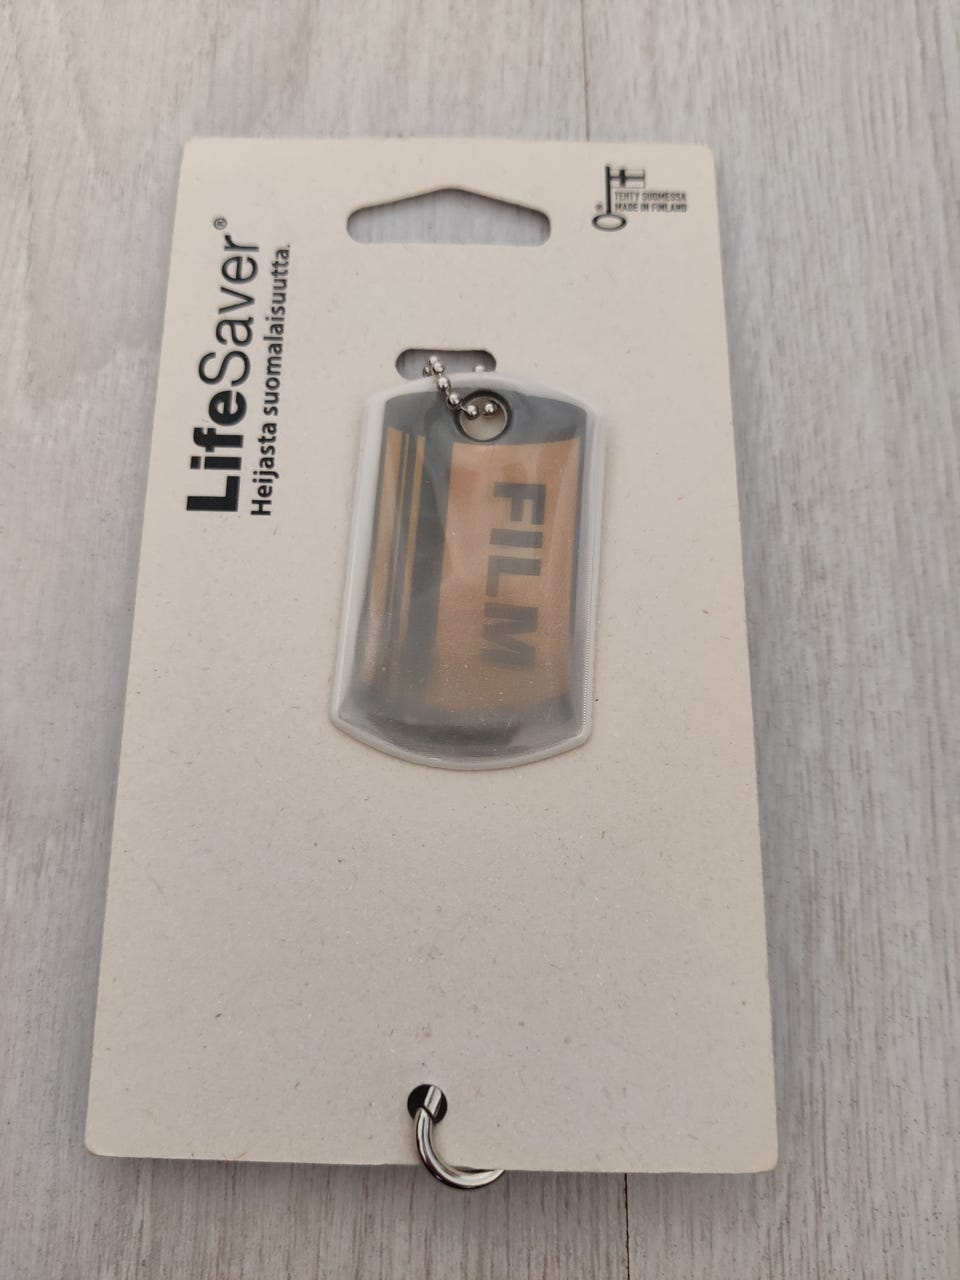 LifeSaver®
Heijasta suomalaisuutta.
TEHTY SUOMESSA
MADE IN FINLAND
FILM